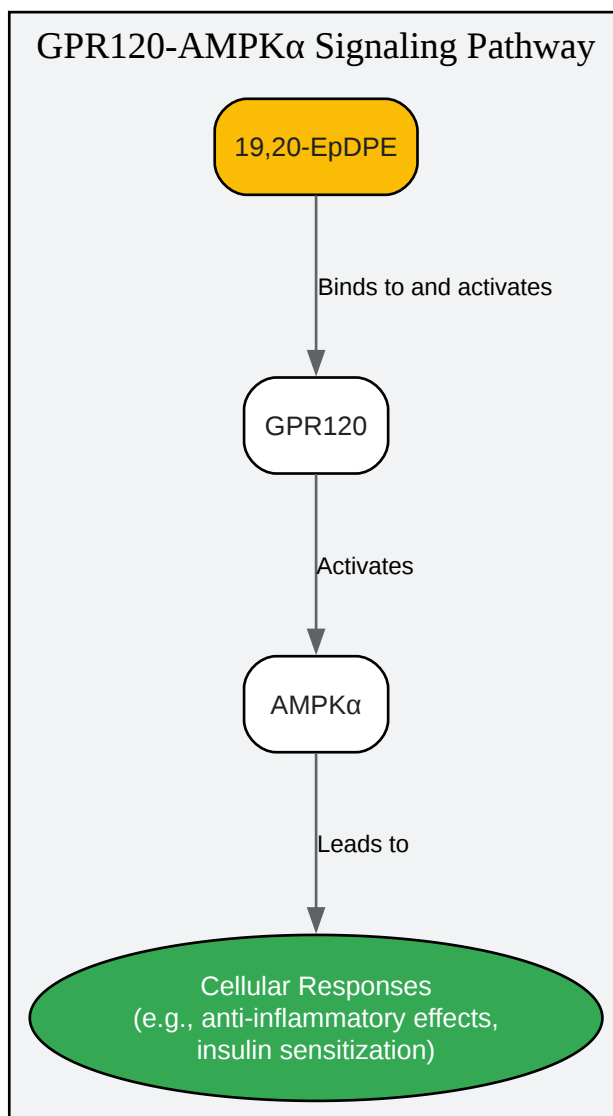 GPR120-AMPKα Signaling Pathway
19,20-EpDPE
Binds to and activates
GPR120
Activates
AMPKα
Leads to
Cellular Responses
(e.g., anti-inflammatory effects,
insulin sensitization)